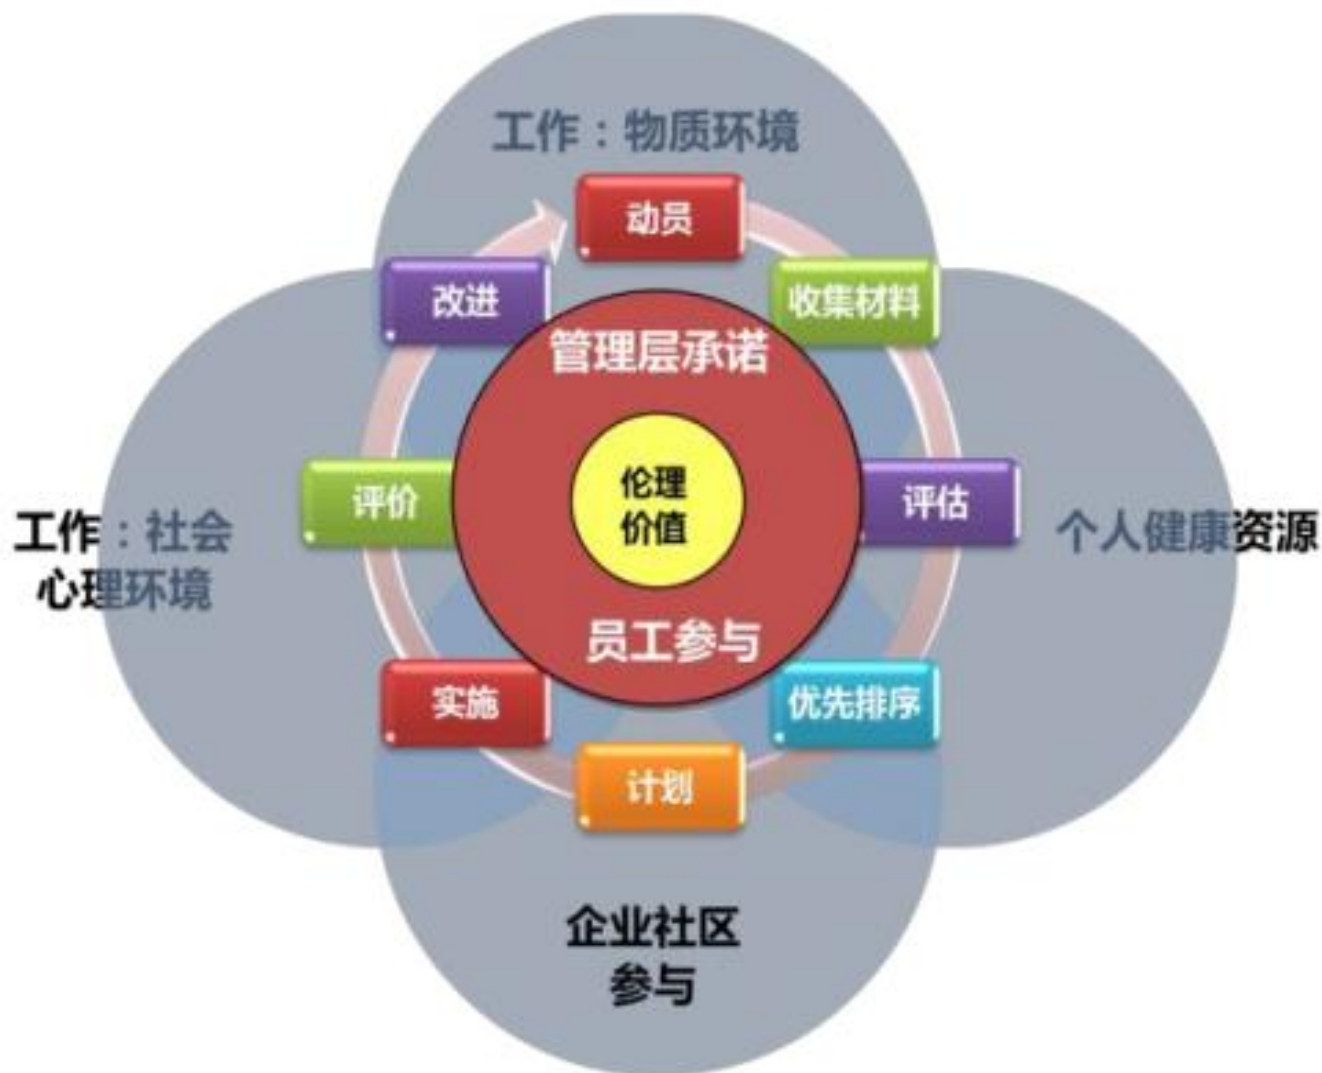 工作：物质环境
动员
改进
收集材料
管理层承诺
伦理
价值
评价
评估
工作：社会
心理环境
个人健康资源
员工参与
实施
优先排序
计划
企业社区
参与